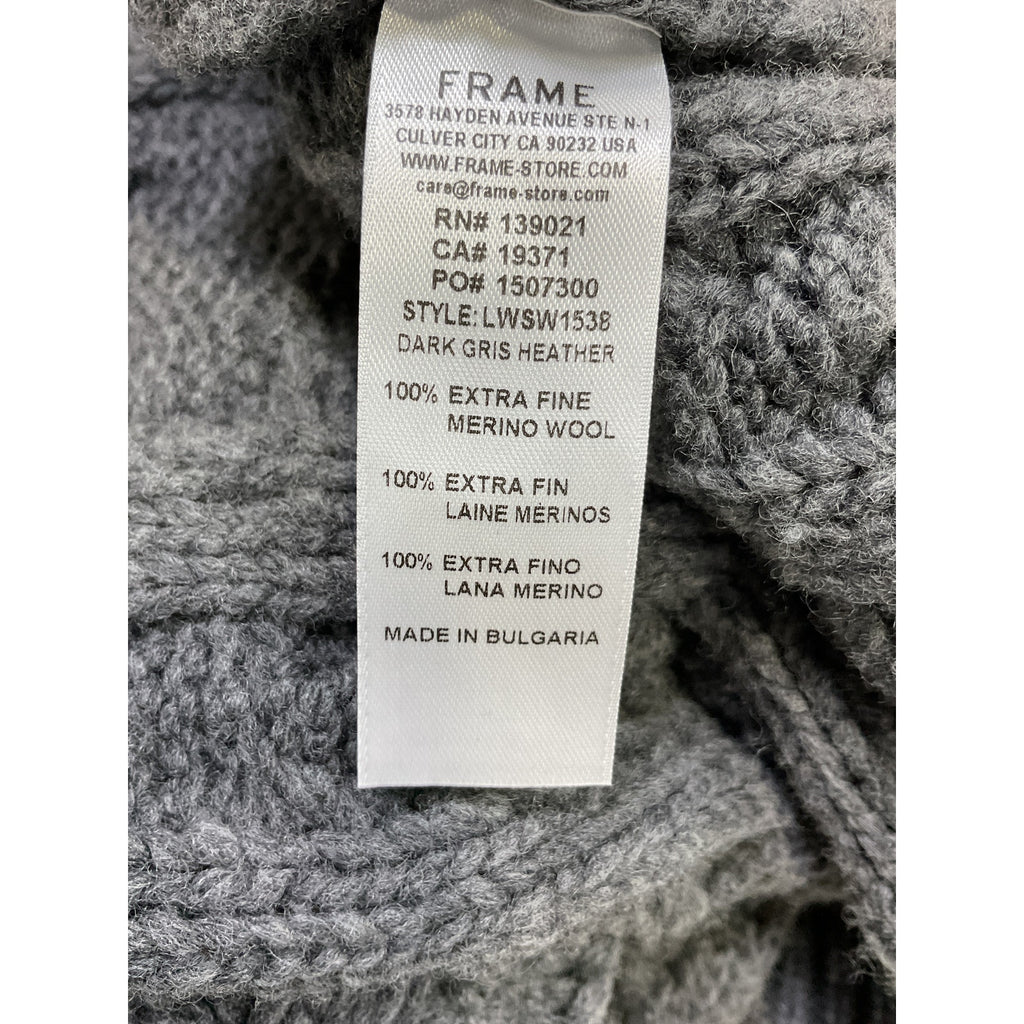 FRAME
3578 HAYDEN AVENUE STE N-1
CULVER CITY CA 90232 USA
WWW.FRAME-STORE.COM
care@frame-store.com
RN# 139021
CA# 19371
PO# 1507300
STYLE: LWSW1538
DARK GRIS HEATHER
100% EXTRA FINE
MERINO WOOL
100% EXTRA FIN
LAINE MÉRINOS
100% EXTRA FINO
LANA MERINO
MADE IN BULGARIA